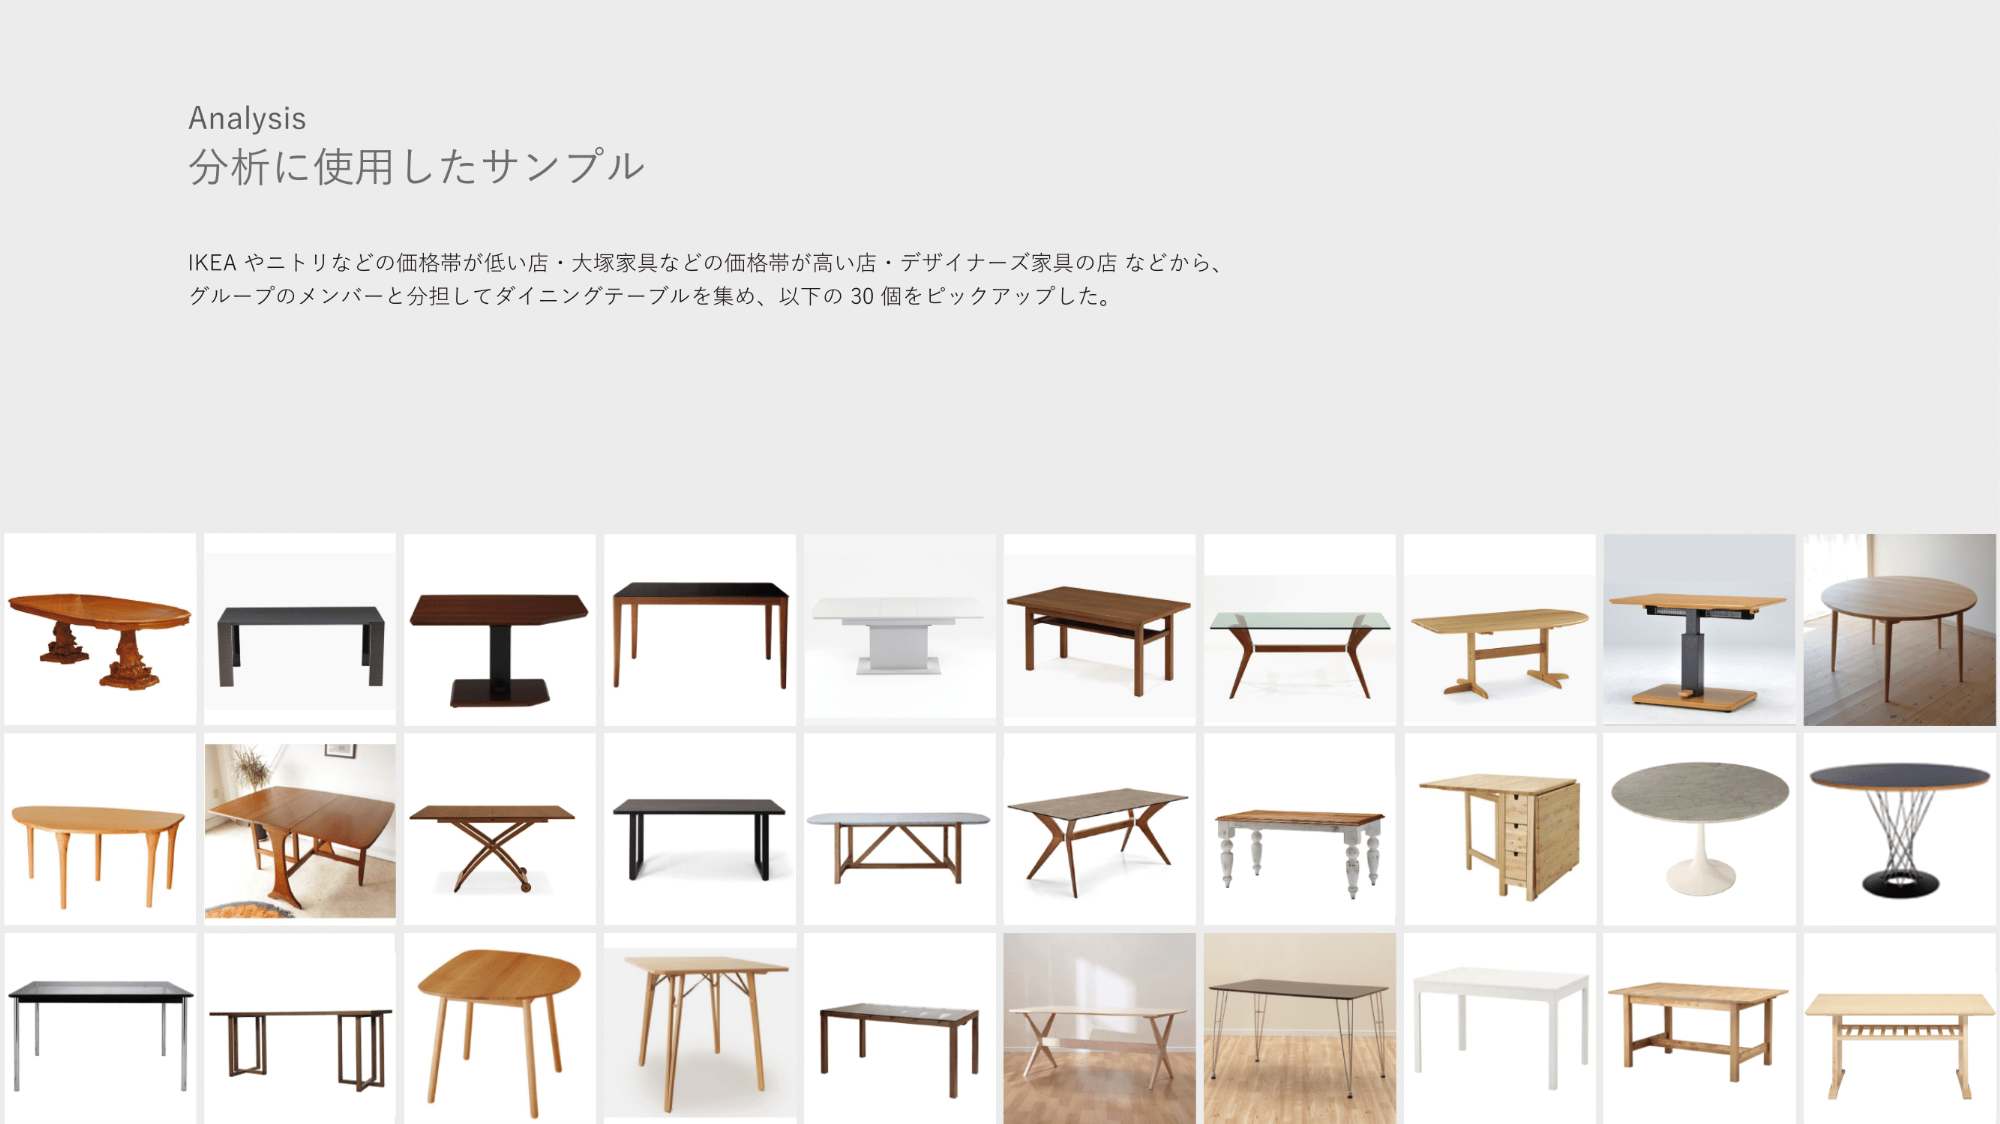 Analysis
分析に使用したサンプル
IKEA やニトリなどの価格帯が低い店・大塚家具などの価格帯が高い店・デザイナーズ家具の店 などから、
グループのメンバーと分担してダイニングテーブルを集め、以下の 30 個をピックアップした。